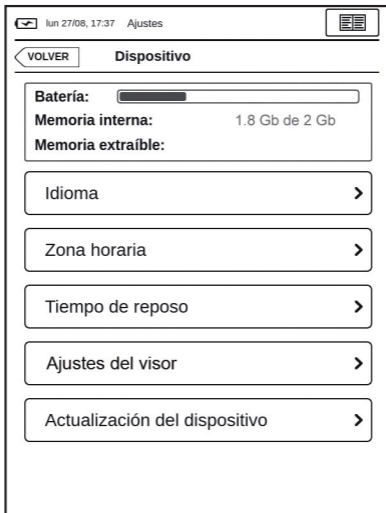 lun 27/08, 17:37 Ajustes
VOLVER Dispositivo
Batería:
Memoria interna: 1.8 Gb de 2 Gb
Memoria extraíble:
Idioma
Zona horaria
Tiempo de reposo
Ajustes del visor
Actualización del dispositivo